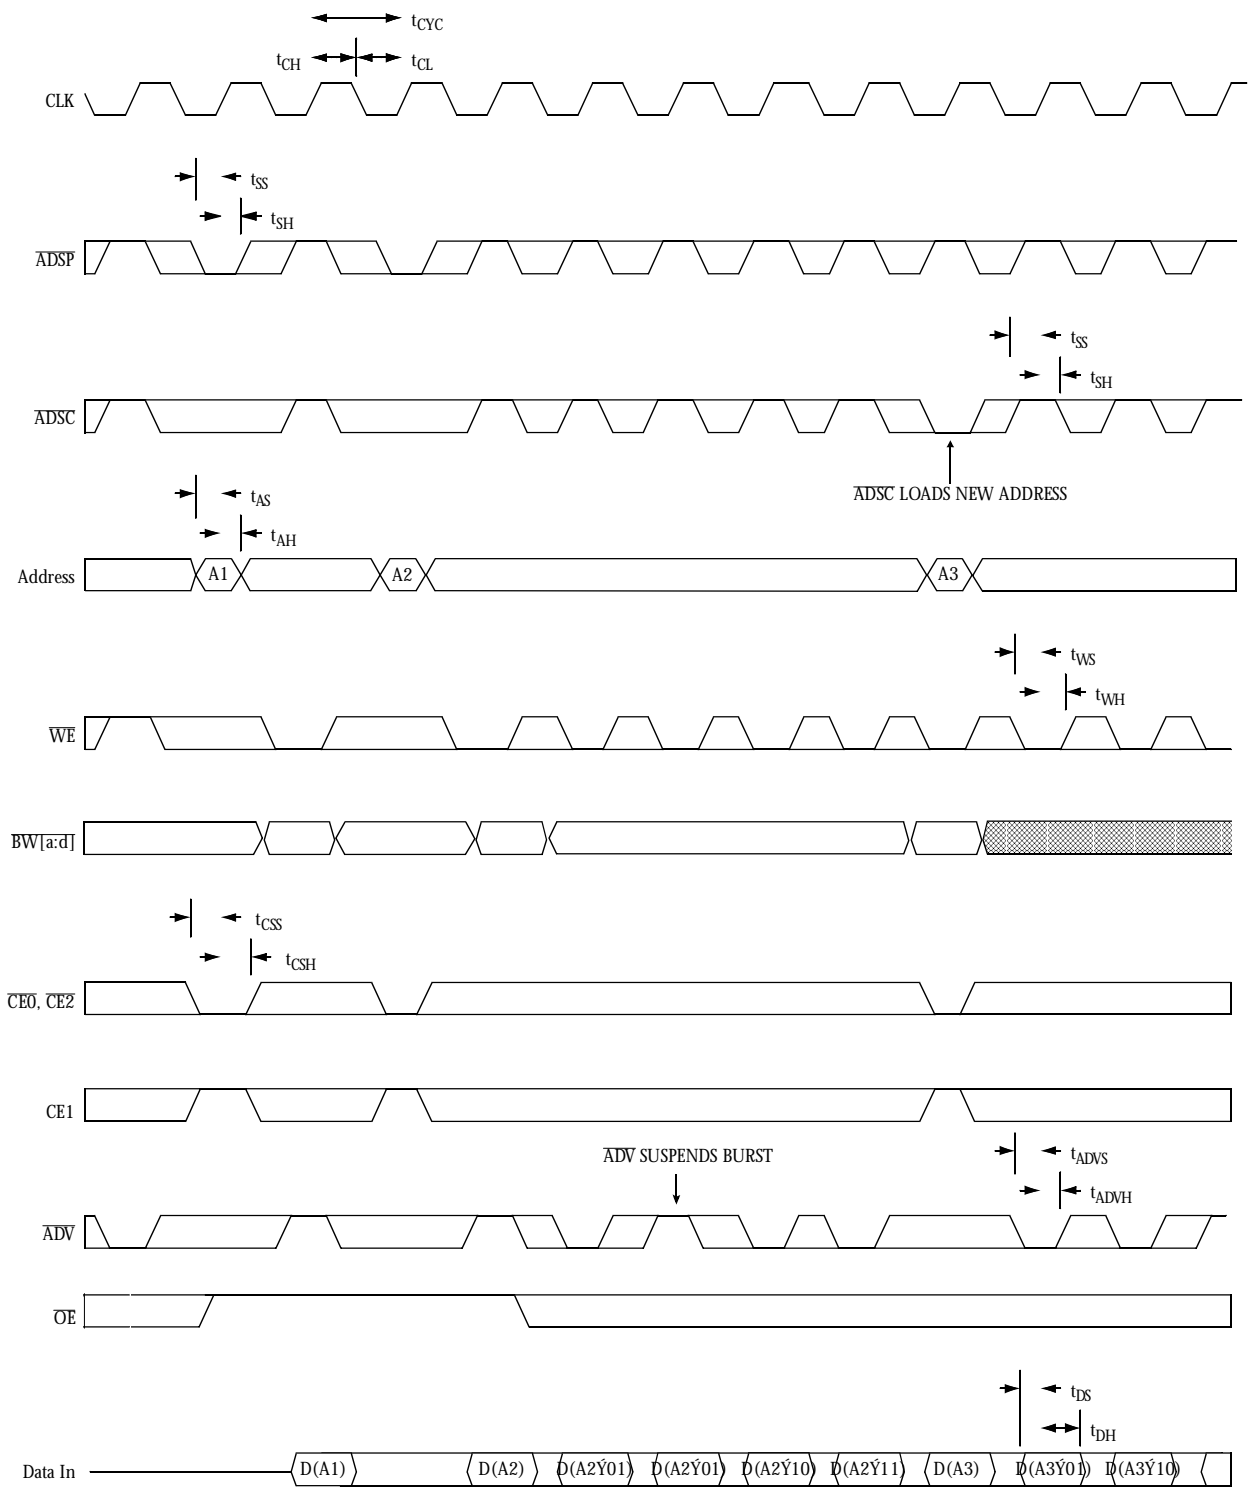 tCYC
tCH
tCL
CLK
tSS
tSH
ADSP
tSS
tSH
ADSC
ADSC LOADS NEW ADDRESS
tAS
tAH
Address
A1
A2
A3
tWS
tWH
WE
BW[a:d]
tCSS
tCSH
CE0, CE2
CE1
ADV SUSPENDS BURST
tADVS
tADVH
ADV
OE
tDS
tDH
Data In
D(A1)
D(A2)
D(A2Ý01)
D(A2Ý01)
D(A2Ý10)
D(A2Ý11)
D(A3)
D(A3Ý01)
D(A3Ý10)